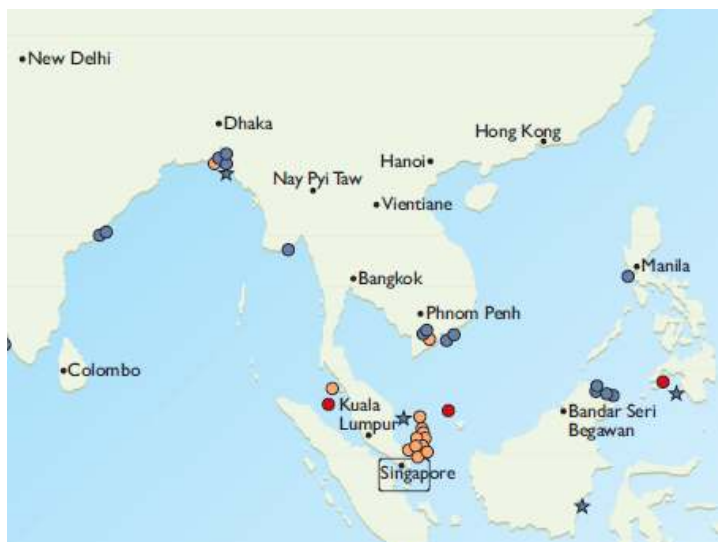 New Delhi
Dhaka
Hong Kong
Hanoi
Nay Pyi Taw
Vientiane
Manila
Bangkok
Phnom Penh
Colombo
Kuala
Lumpur
Bandar Seri
Begawan
Singapore